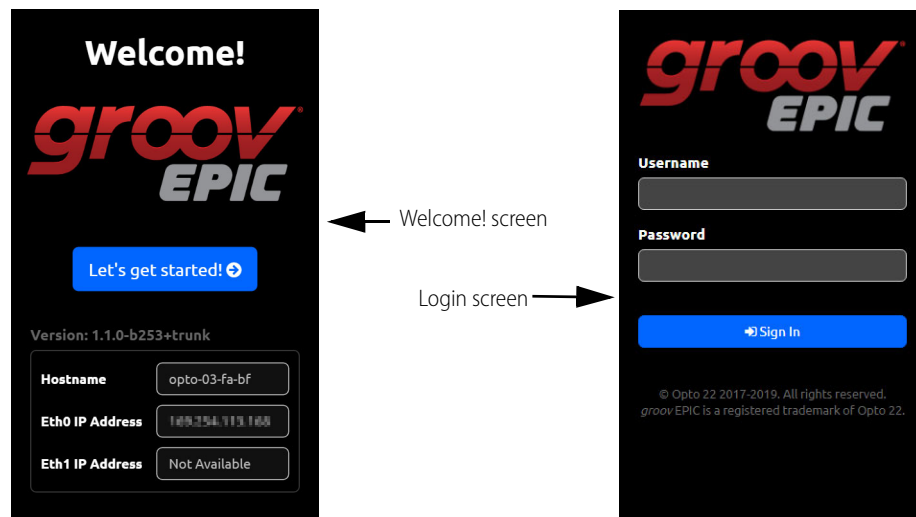 Welcome!
groov®
EPIC
Let's get started!
Version: 1.1.0-b253+trunk
Hostname opto-03-fa-bf
Eth0 IP Address
Eth1 IP Address Not Available
Welcome! screen
Login screen
groov®
EPIC
Username
Password
Sign In
© Opto 22 2017-2019. All rights reserved.
groov EPIC is a registered trademark of Opto 22.